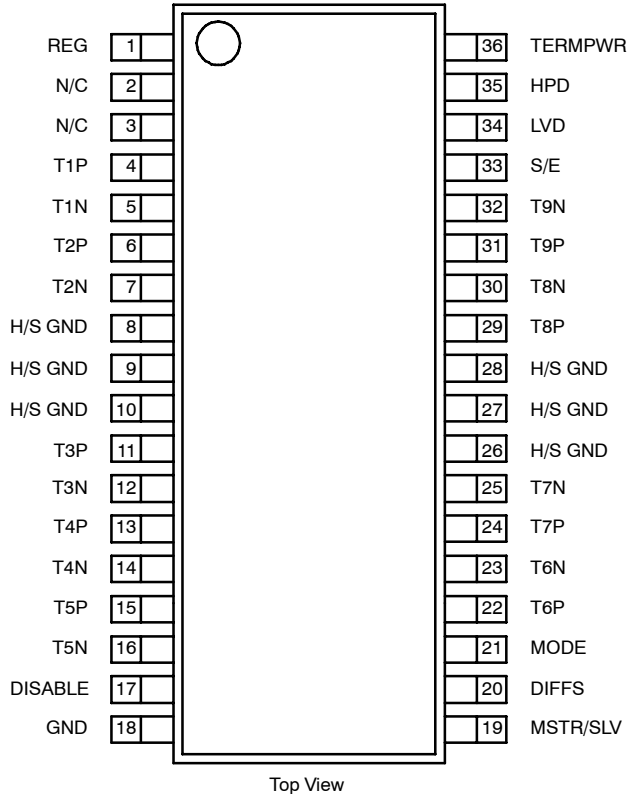 REG 1 36 TERMPWR
N/C 2 35 HPD
N/C 3 34 LVD
T1P 4 33 S/E
T1N 5 32 T9N
T2P 6 31 T9P
T2N 7 30 T8N
H/S GND 8 29 T8P
H/S GND 9 28 H/S GND
H/S GND 10 27 H/S GND
T3P 11 26 H/S GND
T3N 12 25 T7N
T4P 13 24 T7P
T4N 14 23 T6N
T5P 15 22 T6P
T5N 16 21 MODE
DISABLE 17 20 DIFFS
GND 18 19 MSTR/SLV
Top View